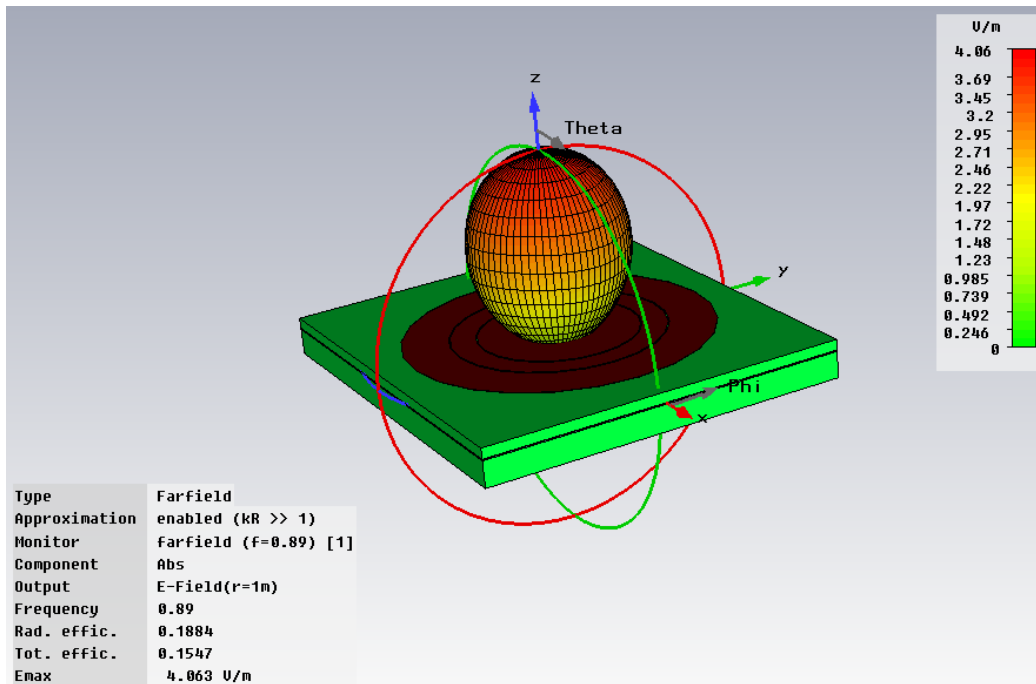 V/m
4.06
3.69
3.45
3.2
2.95
2.71
2.46
2.22
1.97
1.72
1.48
1.23
0.985
0.739
0.492
0.246
0
z
Theta
y
Phi
x
Type Farfield
Approximation enabled (kR >> 1)
Monitor farfield (f=0.89) [1]
Component Abs
Output E-Field(r=1m)
Frequency 0.89
Rad. effic. 0.1884
Tot. effic. 0.1547
Emax 4.063 V/m